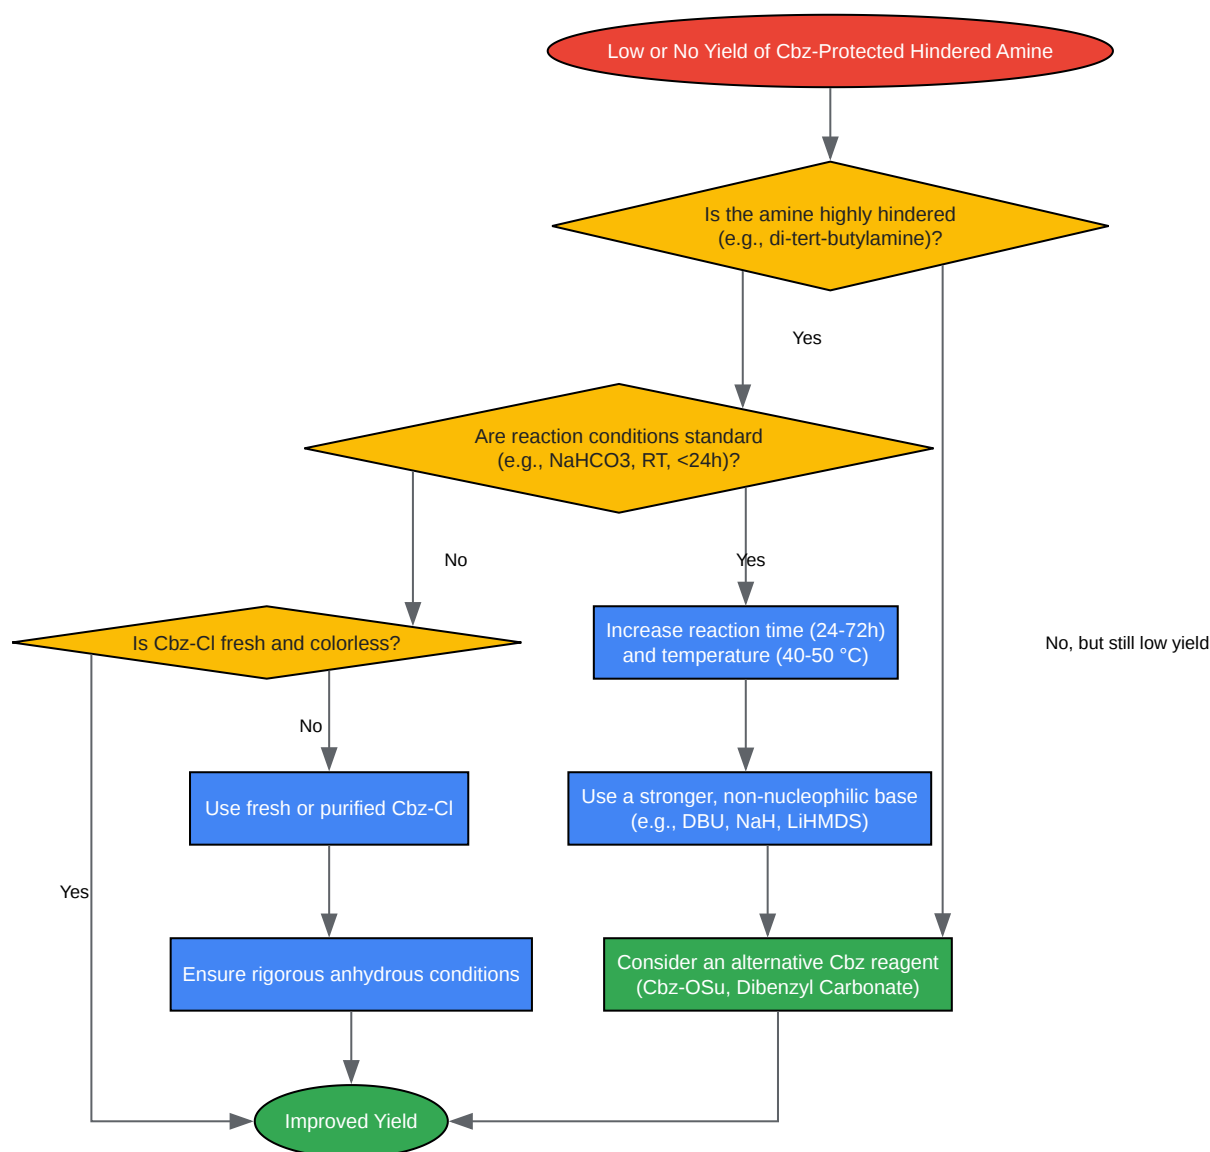 Low or No Yield of Cbz-Protected Hindered Amine
Is the amine highly hindered
(e.g., di-tert-butylamine)?
Yes
Are reaction conditions standard
(e.g., NaHCO3, RT, <24h)?
No
Yes
Is Cbz-Cl fresh and colorless?
Increase reaction time (24-72h)
and temperature (40-50 °C)
No, but still low yield
No
Use fresh or purified Cbz-Cl
Use a stronger, non-nucleophilic base
(e.g., DBU, NaH, LiHMDS)
Yes
Ensure rigorous anhydrous conditions
Consider an alternative Cbz reagent
(Cbz-OSu, Dibenzyl Carbonate)
Improved Yield